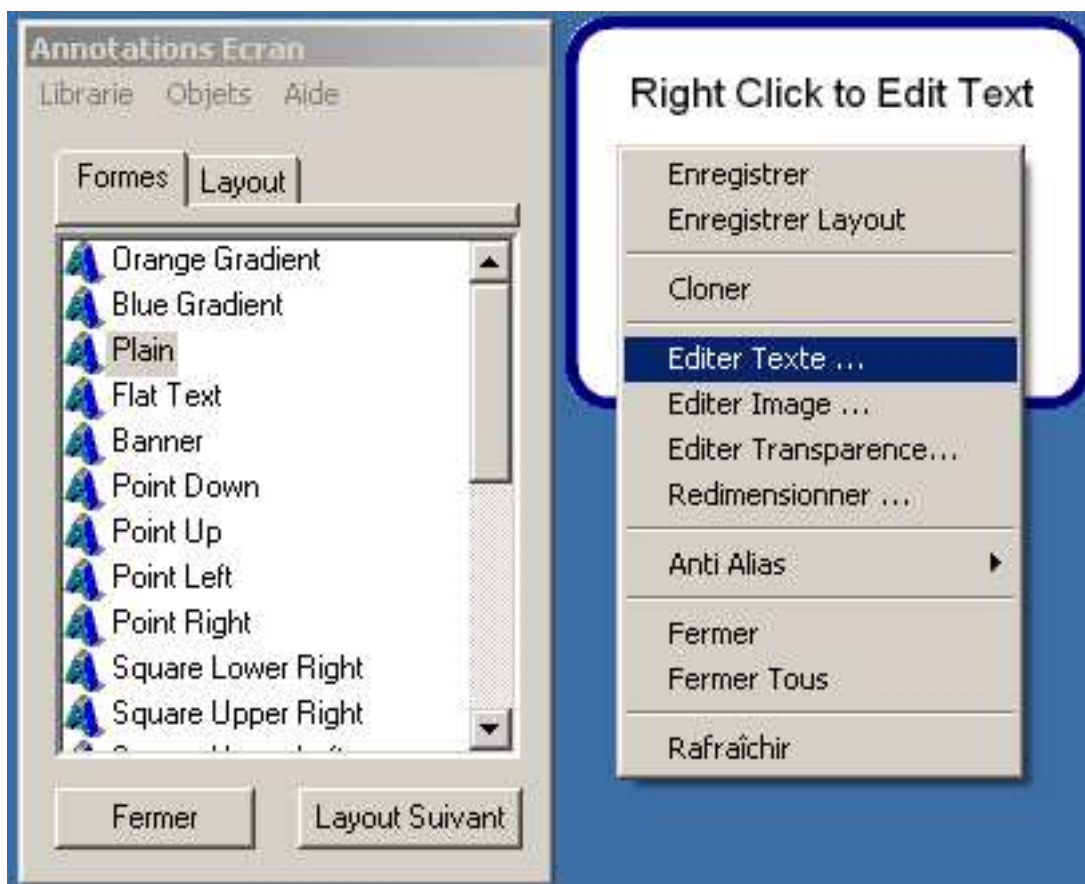 Annotations Ecran
Librarie Objets Aide
Formes Layout
Orange Gradient
Blue Gradient
Plain
Flat Text
Banner
Point Down
Point Up
Point Left
Point Right
Square Lower Right
Square Upper Right
Fermer Layout Suivant
Right Click to Edit Text
Enregistrer
Enregistrer Layout
Cloner
Editer Texte ...
Editer Image ...
Editer Transparence...
Redimensionner ...
Anti Alias
Fermer
Fermer Tous
Rafraîchir